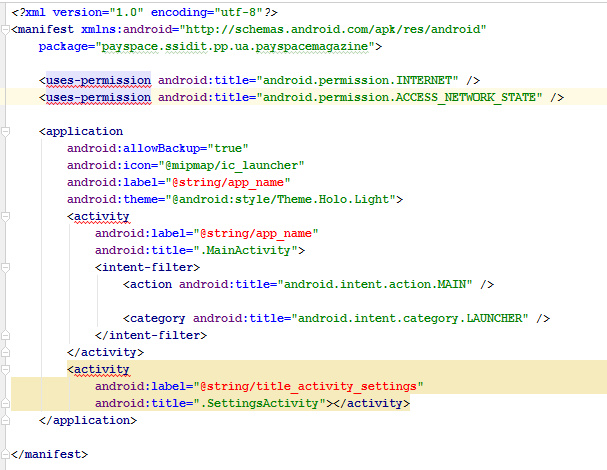 <?xml version="1.0" encoding="utf-8"?>
<manifest xmlns:android="http://schemas.android.com/apk/res/android"
    package="payspace.ssidit.pp.ua.payspacemagazine">

    <uses-permission android:title="android.permission.INTERNET" />
    <uses-permission android:title="android.permission.ACCESS_NETWORK_STATE" />

    <application
        android:allowBackup="true"
        android:icon="@mipmap/ic_launcher"
        android:label="@string/app_name"
        android:theme="@android:style/Theme.Holo.Light">
        <activity
            android:label="@string/app_name"
            android:title=".MainActivity">
            <intent-filter>
                <action android:title="android.intent.action.MAIN" />

                <category android:title="android.intent.category.LAUNCHER" />
            </intent-filter>
        </activity>
        <activity
            android:label="@string/title_activity_settings"
            android:title=".SettingsActivity"></activity>
    </application>

</manifest>